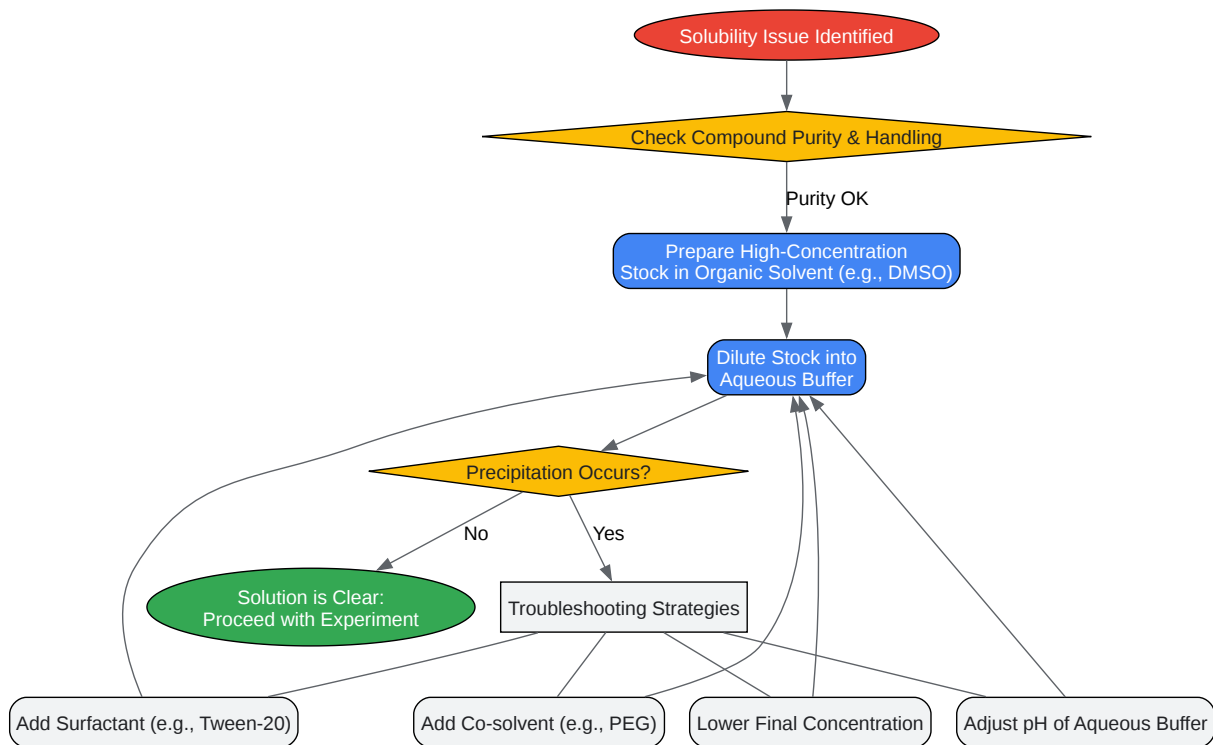 Solubility Issue Identified
Check Compound Purity & Handling
Purity OK
Prepare High-Concentration
Stock in Organic Solvent (e.g., DMSO)
Dilute Stock into
Aqueous Buffer
Precipitation Occurs?
No
Yes
Solution is Clear:
Proceed with Experiment
Troubleshooting Strategies
Add Surfactant (e.g., Tween-20)
Add Co-solvent (e.g., PEG)
Lower Final Concentration
Adjust pH of Aqueous Buffer